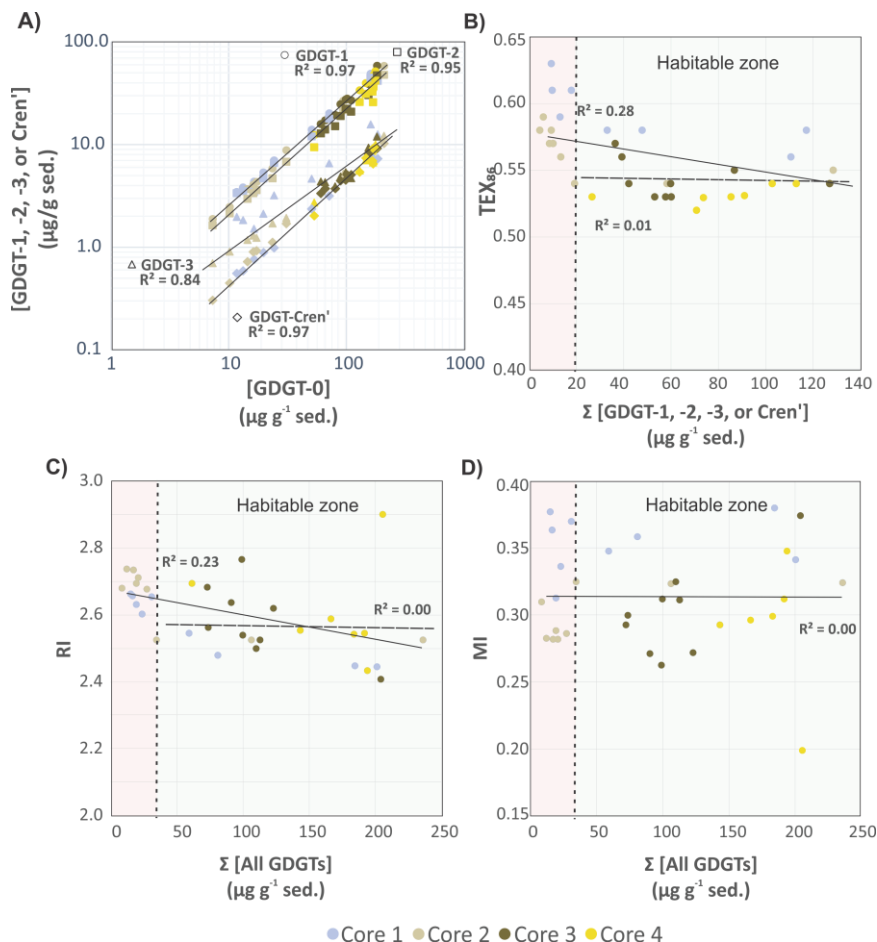 A)
[GDGT-1, -2, -3, or Cren']
(µg/g sed.)
100.0
10.0
1.0
0.1
GDGT-1
R² = 0.97
GDGT-2
R² = 0.95
GDGT-3
R² = 0.84
GDGT-Cren'
R² = 0.97
1
10
100
1000
[GDGT-0]
(µg g⁻¹ sed.)
B)
TEX₈₆
0.65
0.60
0.55
0.50
0.45
0.40
Habitable zone
R² = 0.28
R² = 0.01
0
20
40
60
80
100
120
140
Σ [GDGT-1, -2, -3, or Cren']
(µg g⁻¹ sed.)
C)
RI
3.0
2.8
2.6
2.4
2.2
2.0
Habitable zone
R² = 0.23
R² = 0.00
0
50
100
150
200
250
Σ [All GDGTs]
(µg g⁻¹ sed.)
D)
MI
0.40
0.35
0.30
0.25
0.20
0.15
Habitable zone
R² = 0.00
0
50
100
150
200
250
Σ [All GDGTs]
(µg g⁻¹ sed.)
Core 1 Core 2 Core 3 Core 4